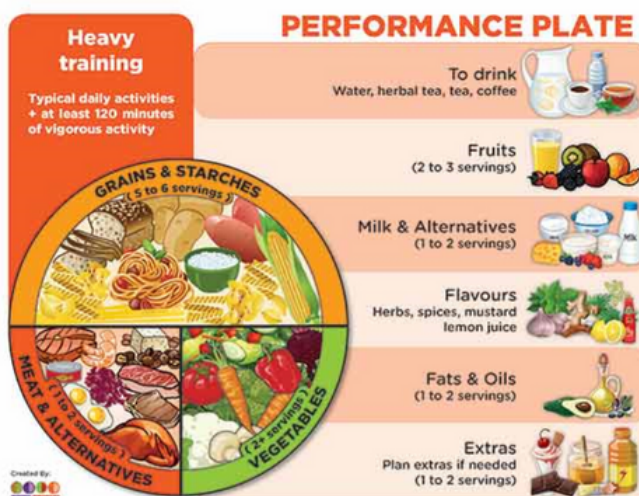 PERFORMANCE PLATE
Heavy
training
Typical daily activities
+ at least 120 minutes
of vigorous activity
GRAINS & STARCHES
(5 to 6 servings)
MEAT & ALTERNATIVES
(1 to 2 servings)
VEGETABLES
(2+ servings)
To drink
Water, herbal tea, tea, coffee
Fruits
(2 to 3 servings)
Milk & Alternatives
(1 to 2 servings)
Flavours
Herbs, spices, mustard
lemon juice
Fats & Oils
(1 to 2 servings)
Extras
Plan extras if needed
(1 to 2 servings)
Created By: